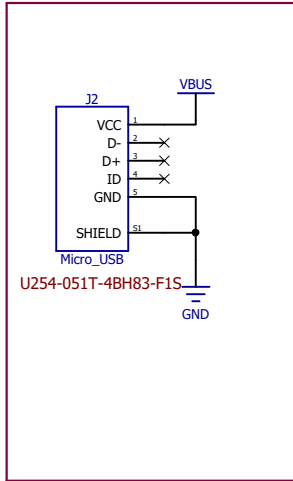 VBUS
J2
VCC 1
D- 2
D+ 3
ID 4
GND 5
SHIELD S1
Micro_USB
U254-051T-4BH83-F1S
GND